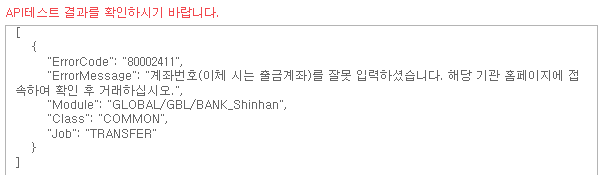 API테스트 결과를 확인하시기 바랍니다.
[
{
"ErrorCode": "80002411",
"ErrorMessage": "계좌번호(이체 시는 출금계좌)를 잘못 입력하셨습니다. 해당 기관 홈페이지에 접
속하여 확인 후 거래하십시오.",
"Module": "GLOBAL/GBL/BANK_Shinhan",
"Class": "COMMON",
"Job": "TRANSFER"
}
]